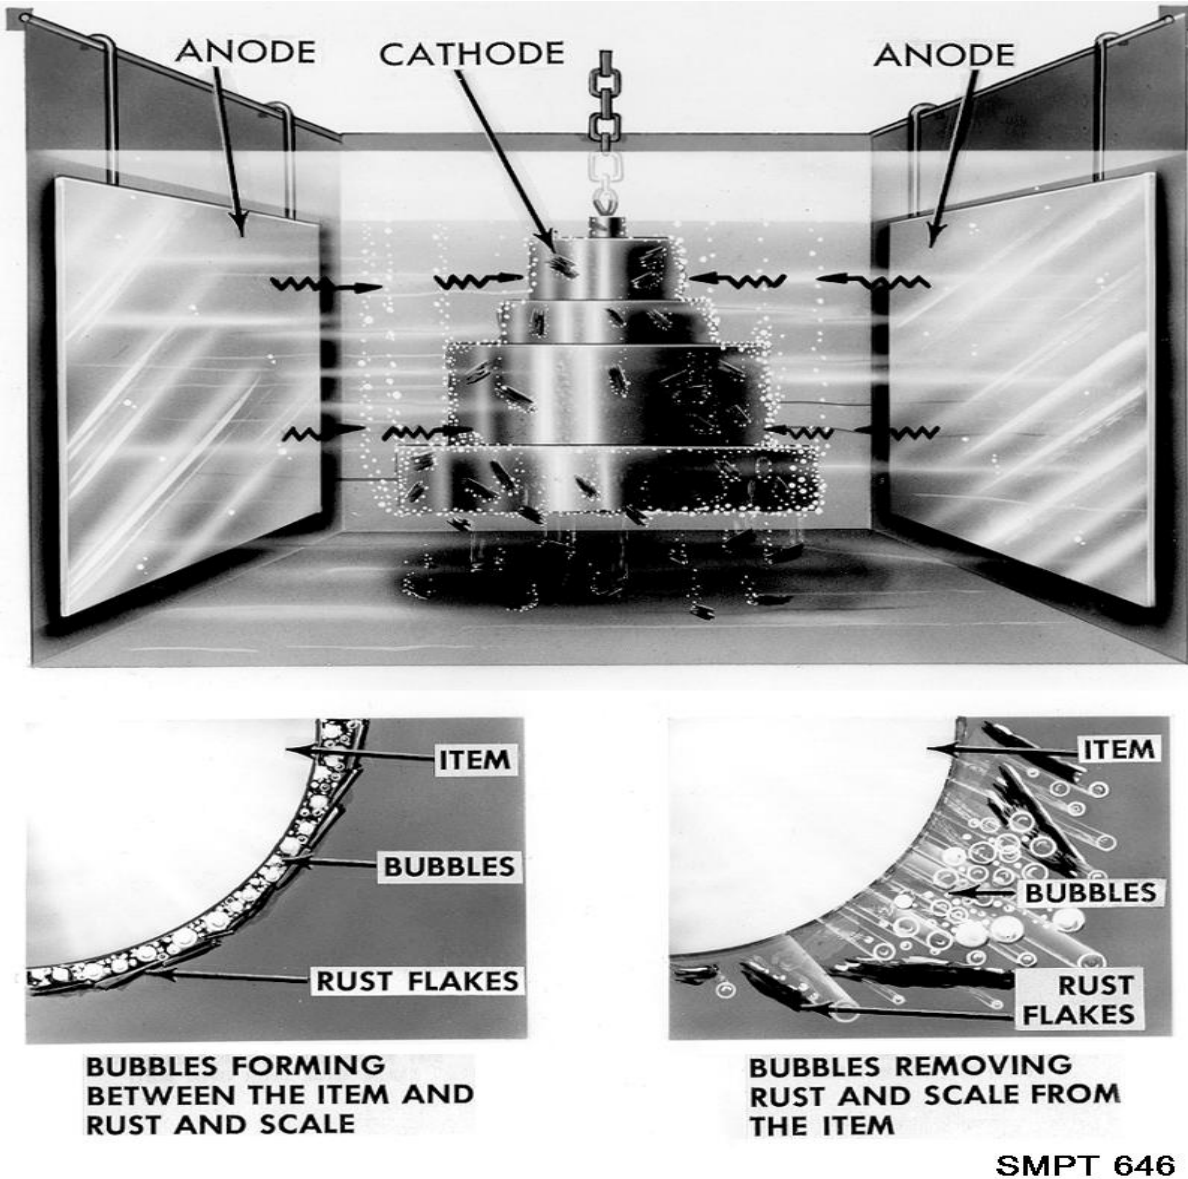 ANODE
CATHODE
ANODE
ITEM
BUBBLES
RUST FLAKES
BUBBLES FORMING
BETWEEN THE ITEM AND
RUST AND SCALE
ITEM
BUBBLES
RUST
FLAKES
BUBBLES REMOVING
RUST AND SCALE FROM
THE ITEM
SMPT 646